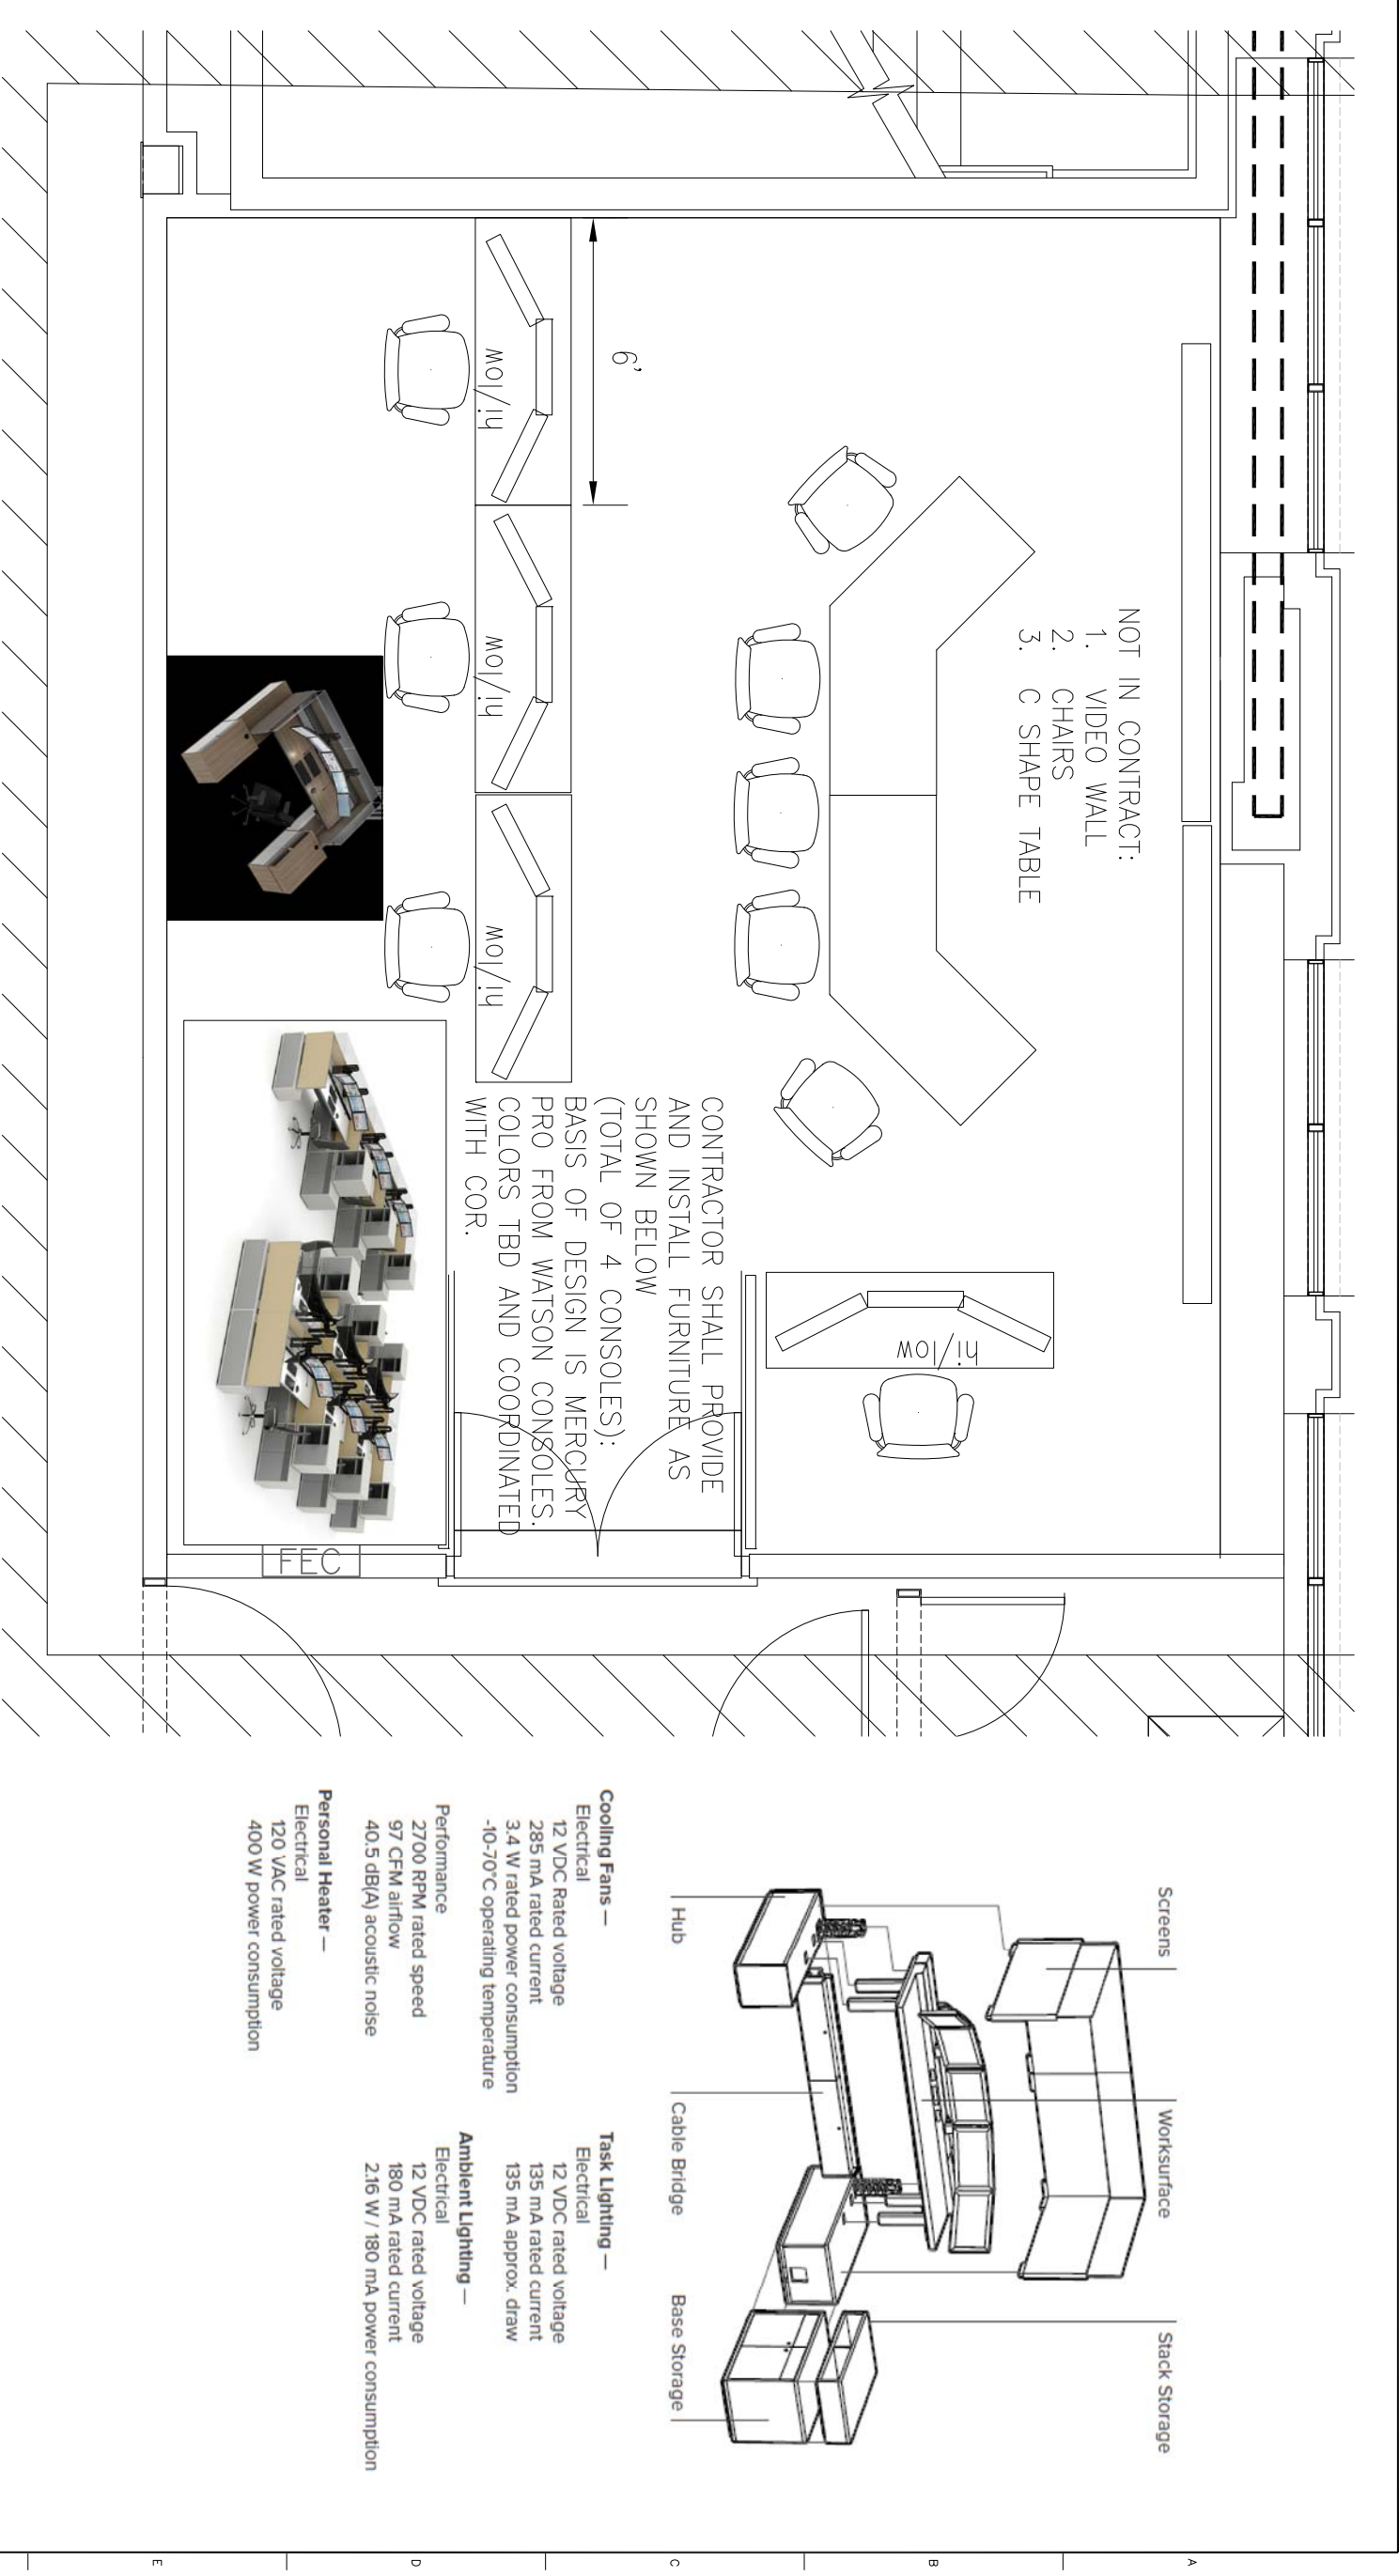 NOT IN CONTRACT:
1. VIDEO WALL
2. CHAIRS
3. C SHAPE TABLE
6'
hi/low
hi/low
hi/low
hi/low
CONTRACTOR SHALL PROVIDE
AND INSTALL FURNITURE AS
SHOWN BELOW
(TOTAL OF 4 CONSOLES):
BASIS OF DESIGN IS MERCURY
PRO FROM WATSON CONSOLES.
COLORS TBD AND COORDINATED
WITH COR.
FEC
Screens
Worksurface
Stack Storage
Hub
Cable Bridge
Base Storage
Cooling Fans —
Electrical
12 VDC Rated voltage
285 mA rated current
3.4 W rated power consumption
-10-70°C operating temperature
Performance
2700 RPM rated speed
97 CFM airflow
40.5 dB(A) acoustic noise
Personal Heater —
Electrical
120 VAC rated voltage
400 W power consumption
Task Lighting —
Electrical
12 VDC rated voltage
135 mA rated current
135 mA approx. draw
Ambient Lighting —
Electrical
12 VDC rated voltage
180 mA rated current
2.16 W / 180 mA power consumption
A
B
C
D
E